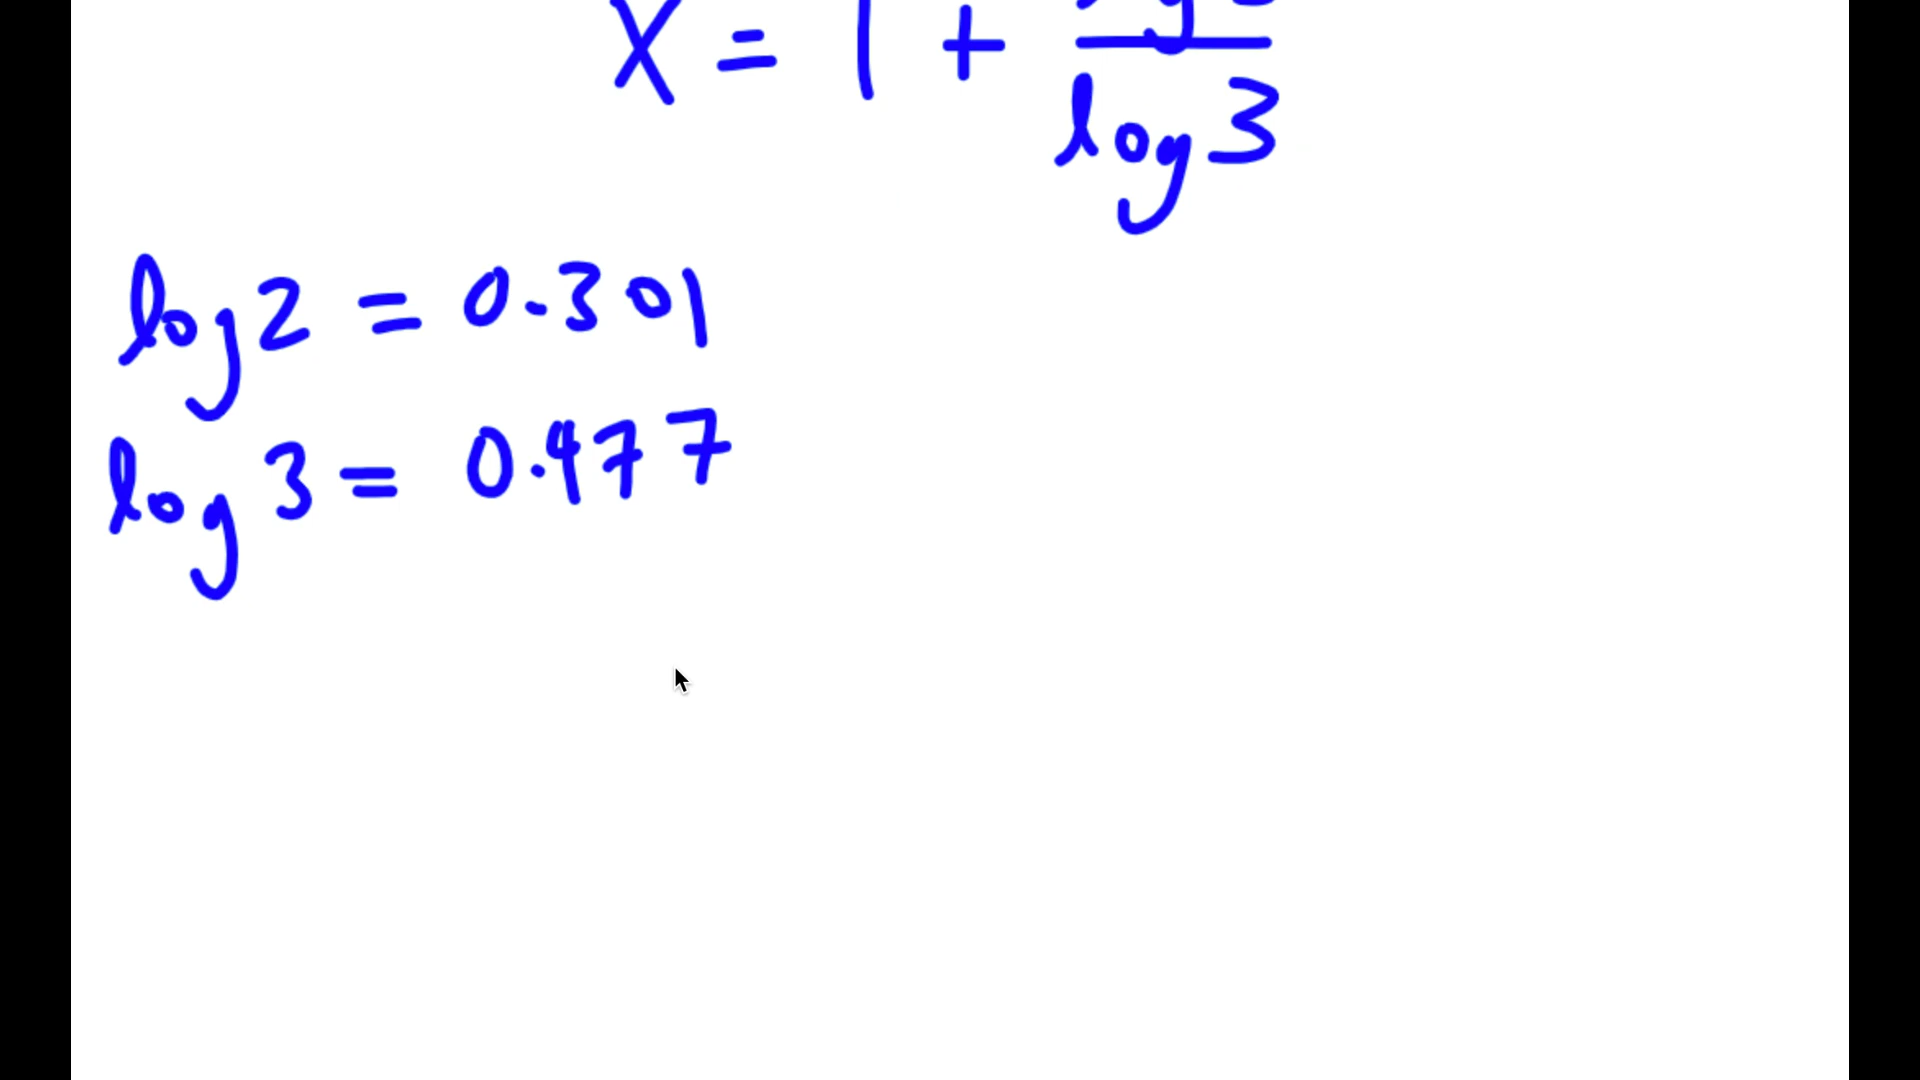 X = 1 +
log 3
log 2 = 0.301
log 3 = 0.477